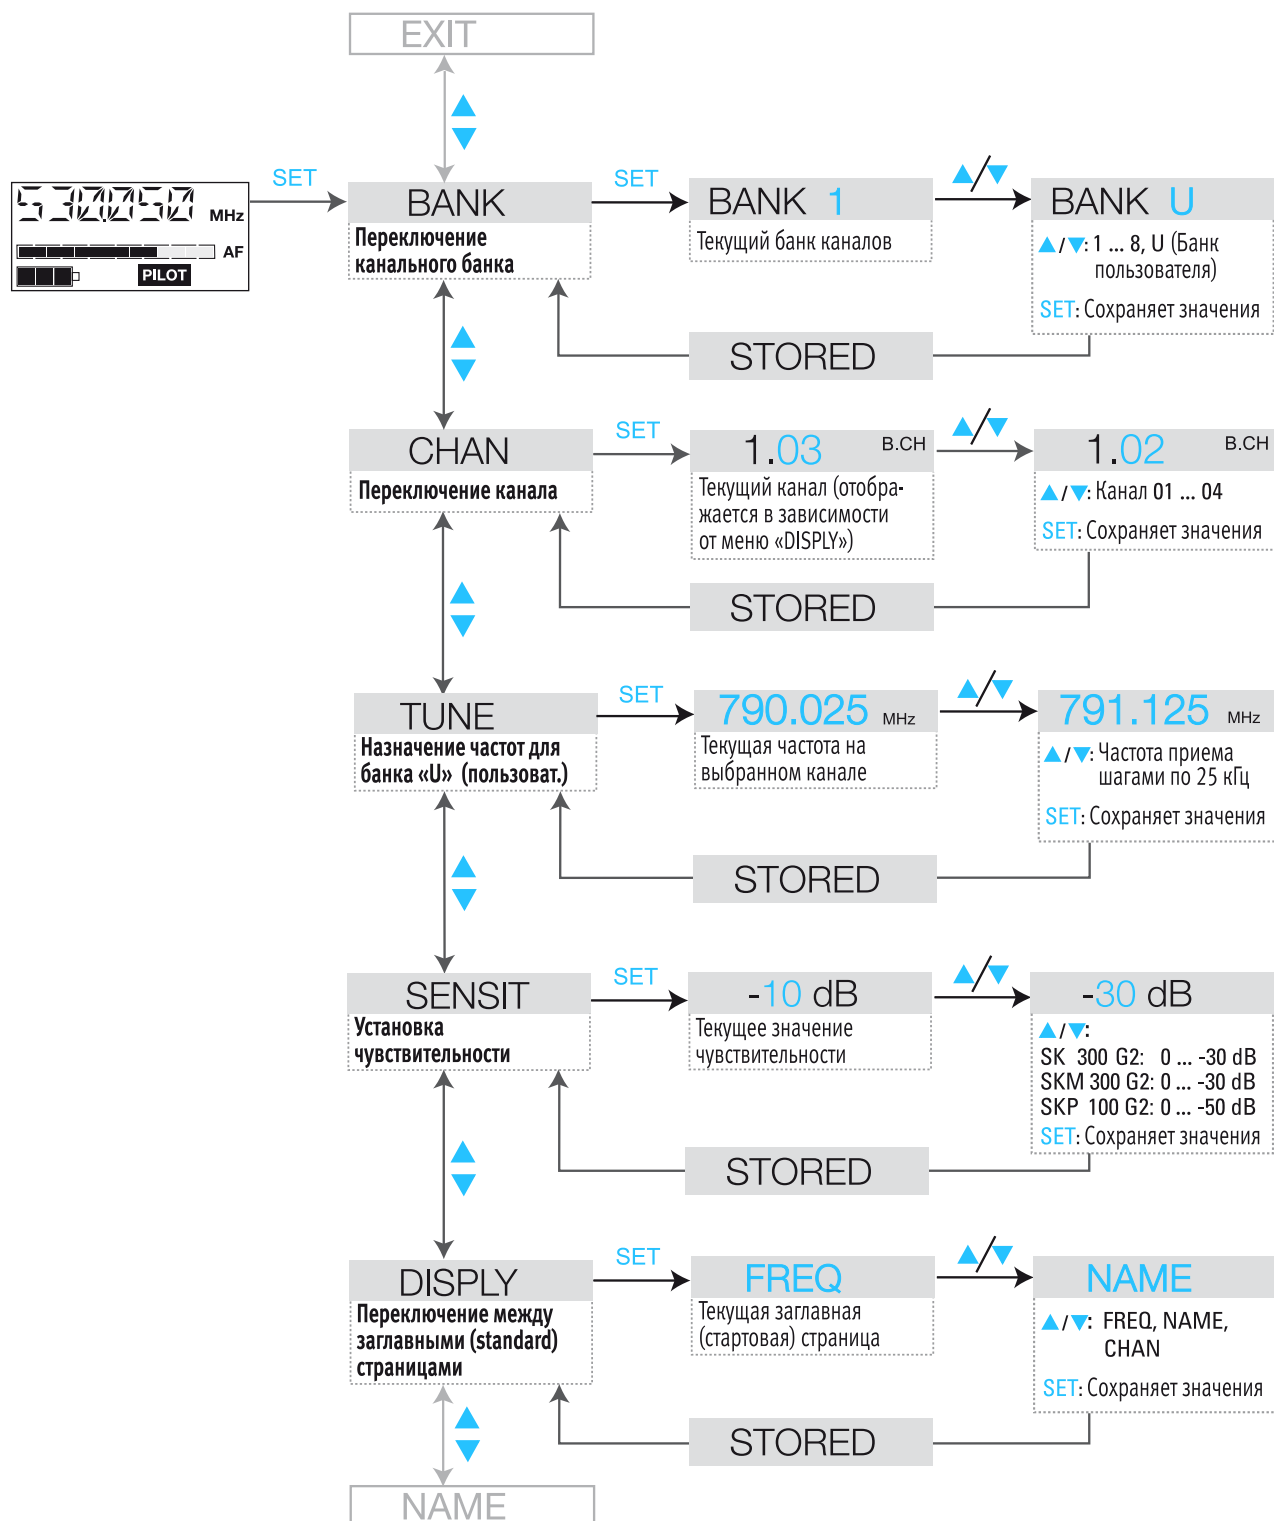 EXIT
530.050 MHz
AF
PILOT
SET
BANK
Переключение
канального банка
SET
BANK 1
Текущий банк каналов
▲/▼
BANK U
▲/▼: 1 ... 8, U (Банк
пользователя)
SET: Сохраняет значения
STORED
CHAN
Переключение канала
SET
1.03 B.CH
Текущий канал (отобра-
жается в зависимости
от меню «DISPLY»)
▲/▼
1.02 B.CH
▲/▼: Канал 01 ... 04
SET: Сохраняет значения
STORED
TUNE
Назначение частот для
банка «U» (пользоват.)
SET
790.025 MHz
Текущая частота на
выбранном канале
▲/▼
791.125 MHz
▲/▼: Частота приема
шагами по 25 кГц
SET: Сохраняет значения
STORED
SENSIT
Установка
чувствительности
SET
-10 dB
Текущее значение
чувствительности
▲/▼
-30 dB
▲/▼:
SK 300 G2: 0 ... -30 dB
SKM 300 G2: 0 ... -30 dB
SKP 100 G2: 0 ... -50 dB
SET: Сохраняет значения
STORED
DISPLY
Переключение между
заглавными (standard)
страницами
SET
FREQ
Текущая заглавная
(стартовая) страница
▲/▼
NAME
▲/▼: FREQ, NAME,
CHAN
SET: Сохраняет значения
STORED
NAME